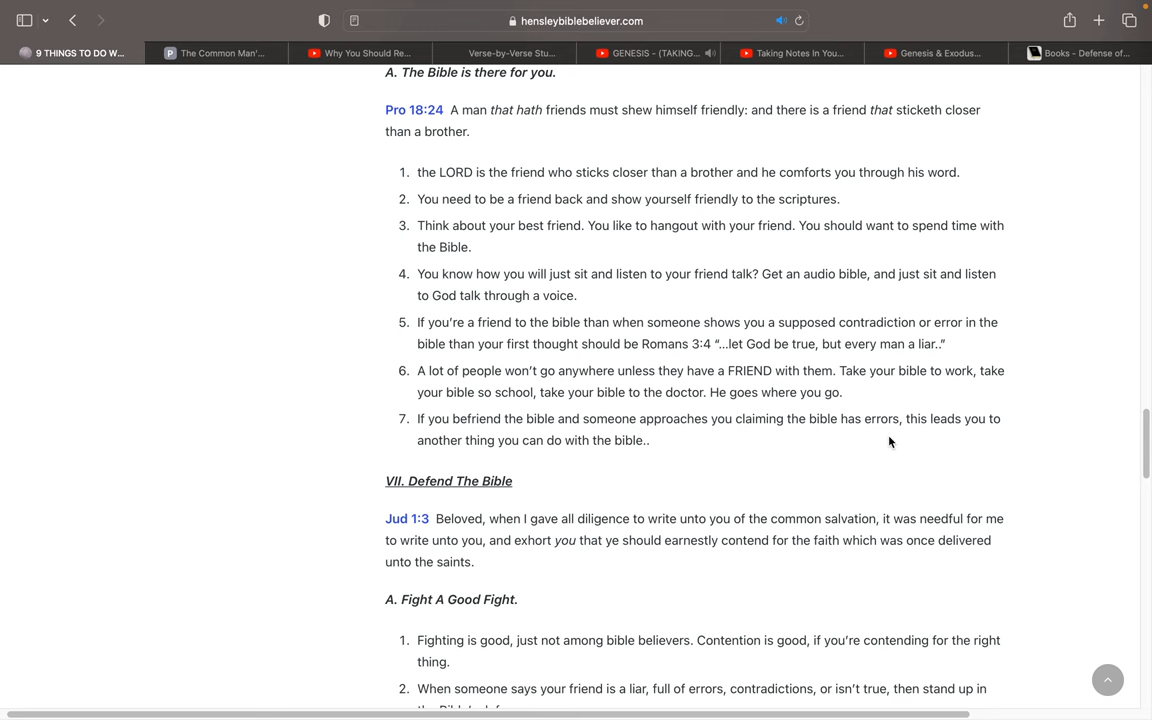 hensleybiblebeliever.com
9 THINGS TO DO W...
The Common Man'...
Why You Should Re...
Verse-by-Verse Stu...
GENESIS - (TAKING...
Taking Notes In You...
Genesis & Exodus...
Books - Defense of...
A. The Bible is there for you.
Pro 18:24 A man that hath friends must shew himself friendly: and there is a friend that sticketh closer
than a brother.
1. the LORD is the friend who sticks closer than a brother and he comforts you through his word.
2. You need to be a friend back and show yourself friendly to the scriptures.
3. Think about your best friend. You like to hangout with your friend. You should want to spend time with
the Bible.
4. You know how you will just sit and listen to your friend talk? Get an audio bible, and just sit and listen
to God talk through a voice.
5. If you're a friend to the bible than when someone shows you a supposed contradiction or error in the
bible than your first thought should be Romans 3:4 “...let God be true, but every man a liar..”
6. A lot of people won't go anywhere unless they have a FRIEND with them. Take your bible to work, take
your bible so school, take your bible to the doctor. He goes where you go.
7. If you befriend the bible and someone approaches you claiming the bible has errors, this leads you to
another thing you can do with the bible..
VII. Defend The Bible
Jud 1:3 Beloved, when I gave all diligence to write unto you of the common salvation, it was needful for me
to write unto you, and exhort you that ye should earnestly contend for the faith which was once delivered
unto the saints.
A. Fight A Good Fight.
1. Fighting is good, just not among bible believers. Contention is good, if you're contending for the right
thing.
2. When someone says your friend is a liar, full of errors, contradictions, or isn't true, then stand up in